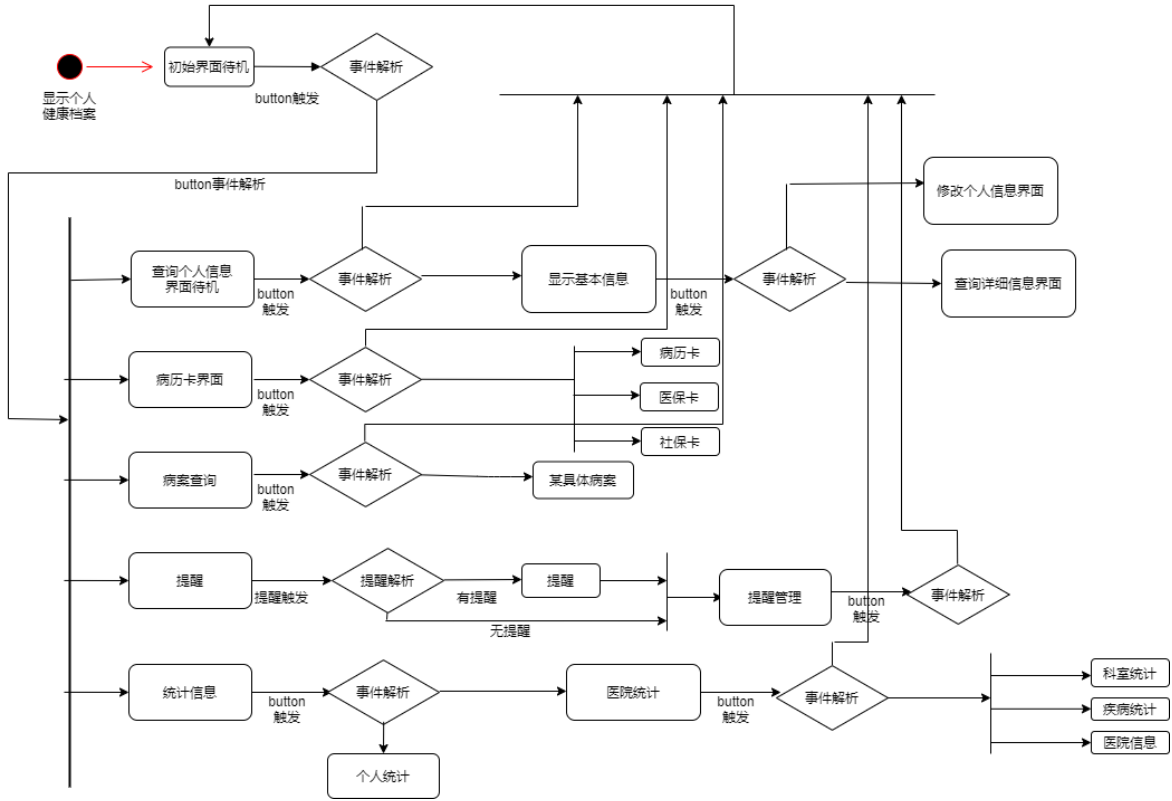 初始界面待机
事件解析
button触发
显示个人
健康档案
button事件解析
修改个人信息界面
查询个人信息
界面待机
button
触发
事件解析
显示基本信息
button
触发
事件解析
查询详细信息界面
病历卡界面
button
触发
事件解析
病历卡
医保卡
社保卡
病案查询
button
触发
事件解析
某具体病案
提醒
提醒触发
提醒解析
有提醒
无提醒
提醒
提醒管理
button
触发
事件解析
统计信息
button
触发
事件解析
个人统计
医院统计
button
触发
事件解析
科室统计
疾病统计
医院信息